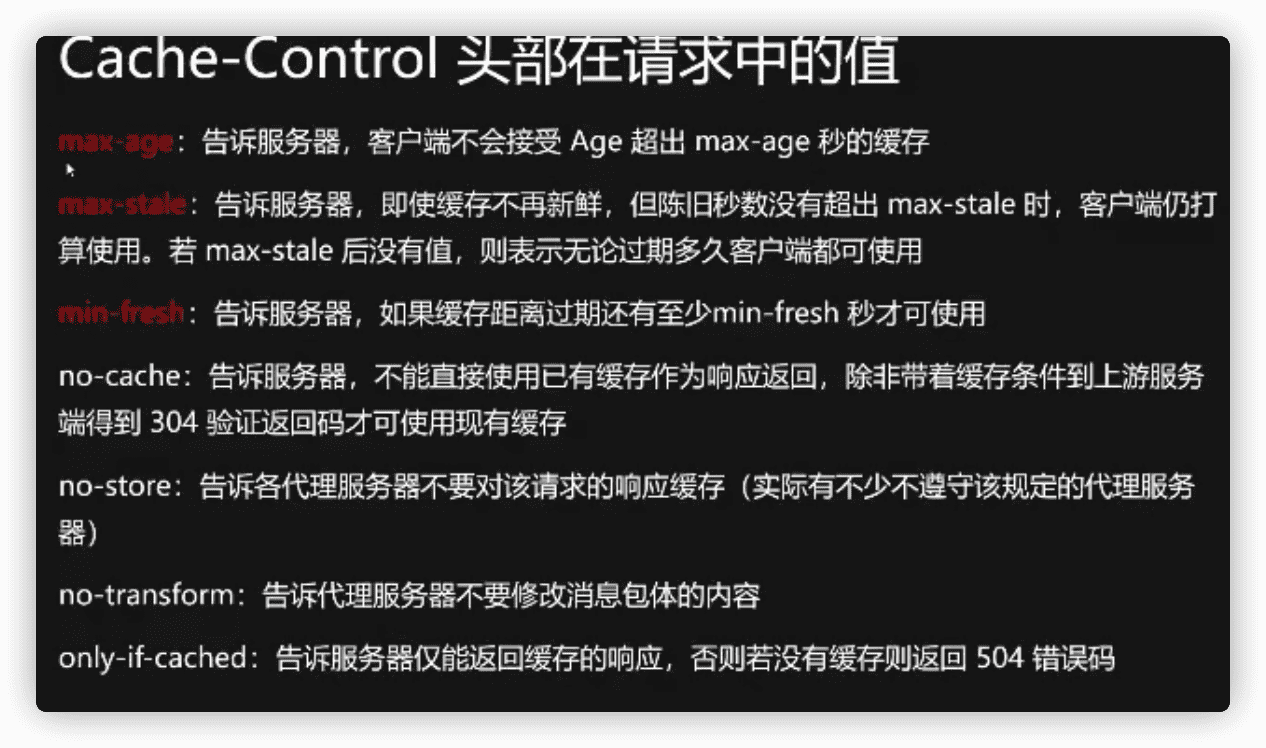 Cache-Control 头部在请求中的值
max-age：告诉服务器，客户端不会接受 Age 超出 max-age 秒的缓存
max-stale：告诉服务器，即使缓存不再新鲜，但陈旧秒数没有超出 max-stale 时，客户端仍打
算使用。若 max-stale 后没有值，则表示无论过期多久客户端都可使用
min-fresh：告诉服务器，如果缓存距离过期还有至少min-fresh 秒才可使用
no-cache：告诉服务器，不能直接使用已有缓存作为响应返回，除非带着缓存条件到上游服务
端得到 304 验证返回码才可使用现有缓存
no-store：告诉各代理服务器不要对该请求的响应缓存（实际有不少不遵守该规定的代理服务
器）
no-transform：告诉代理服务器不要修改消息包体的内容
only-if-cached：告诉服务器仅能返回缓存的响应，否则若没有缓存则返回 504 错误码